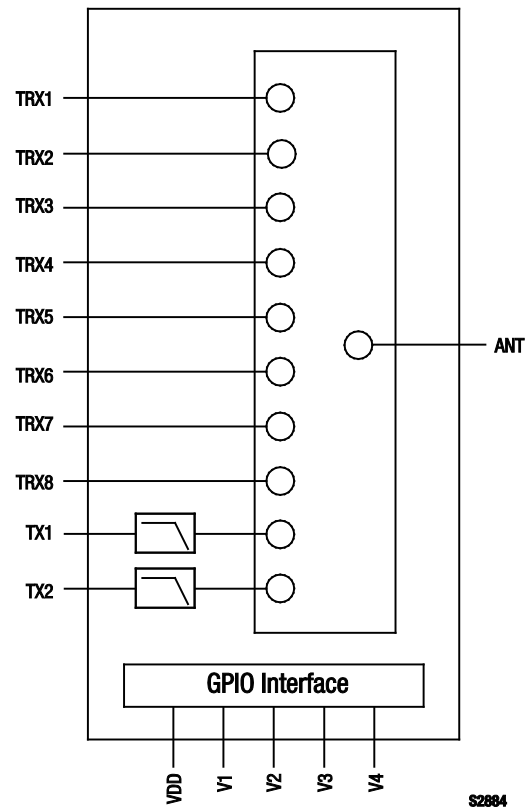 TRX1
TRX2
TRX3
TRX4
TRX5
ANT
TRX6
TRX7
TRX8
TX1
TX2
GPIO Interface
VDD
V1
V2
V3
V4
S2884